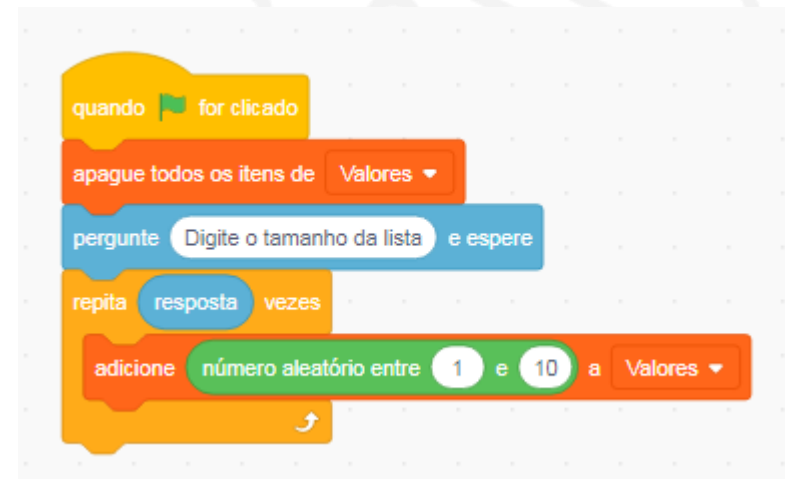 quando for clicado
apague todos os itens de Valores
pergunte Digite o tamanho da lista e espere
repita resposta vezes
adicione número aleatório entre 1 e 10 a Valores